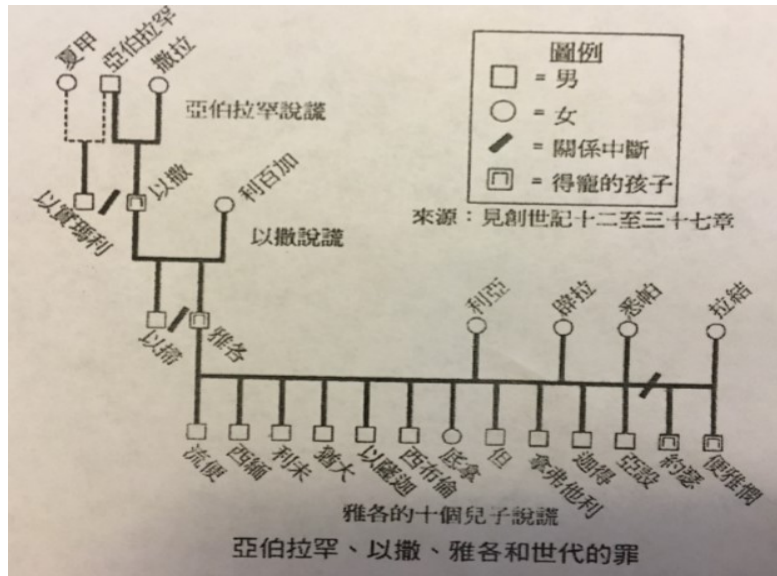 夏甲
亞伯拉罕
撒拉
亞伯拉罕說謊
圖例
= 男
= 女
= 關係中斷
= 得寵的孩子
來源：見創世記十二至三十七章
以實瑪利
以撒
利百加
以撒說謊
以掃
雅各
利亞
辟拉
悉帕
拉結
流便
西緬
利未
猶大
以薩迦
西布倫
底拿
但
拿弗他利
迦得
亞設
約瑟
便雅憫
雅各的十個兒子說謊
亞伯拉罕、以撒、雅各和世代的罪